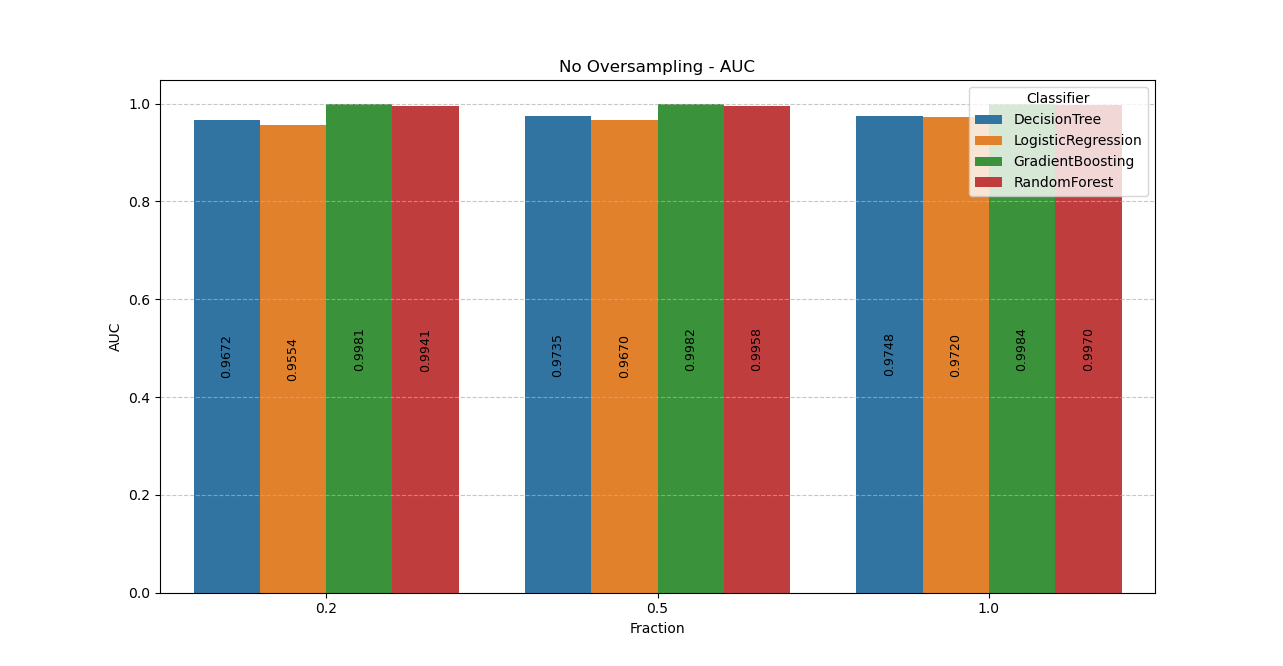 No Oversampling - AUC
Classifier
DecisionTree
LogisticRegression
GradientBoosting
RandomForest
AUC
1.0
0.8
0.6
0.4
0.2
0.0
0.9672
0.9554
0.9981
0.9941
0.9735
0.9670
0.9982
0.9958
0.9748
0.9720
0.9984
0.9970
0.2
0.5
1.0
Fraction